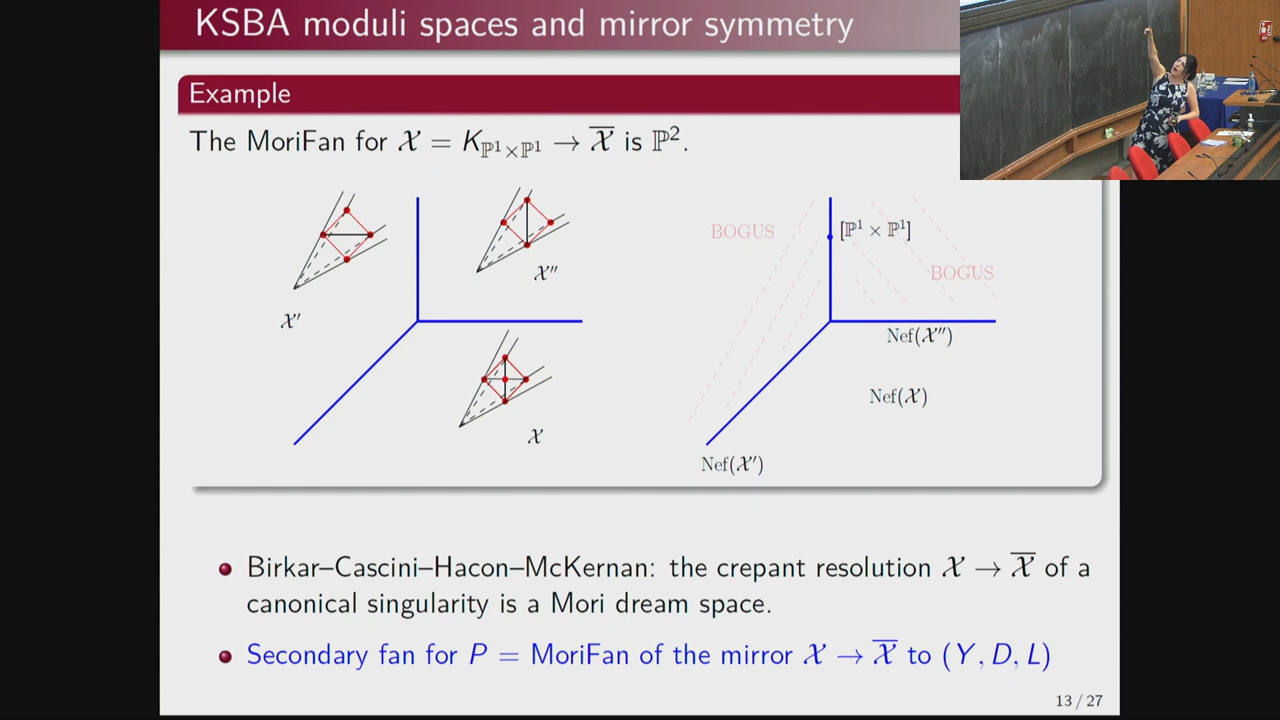 KSBA moduli spaces and mirror symmetry
Example
The MoriFan for 𝒳 = K_{ℙ¹×ℙ¹} → 𝒳̅ is ℙ².
𝒳′
𝒳″
𝒳
BOGUS
[ℙ¹ × ℙ¹]
BOGUS
Nef(𝒳″)
Nef(𝒳)
Nef(𝒳′)
Birkar–Cascini–Hacon–McKernan: the crepant resolution 𝒳 → 𝒳̅ of a
canonical singularity is a Mori dream space.
Secondary fan for P = MoriFan of the mirror 𝒳 → 𝒳̅ to (Y, D, L)
13 / 27